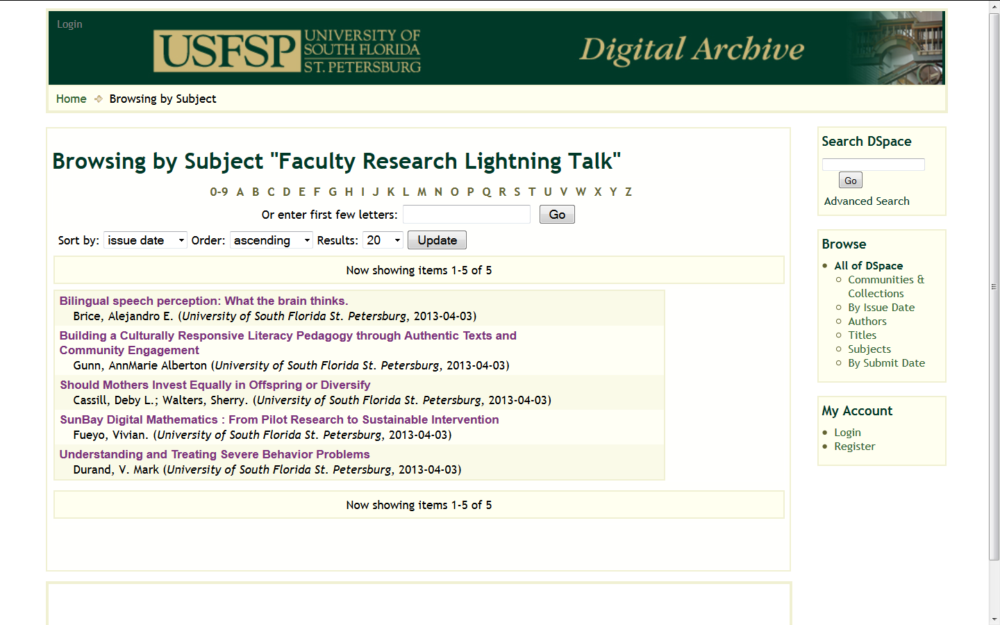 Login
USFSP
UNIVERSITY OF
SOUTH FLORIDA
ST. PETERSBURG
Digital Archive
Home Browsing by Subject
Browsing by Subject "Faculty Research Lightning Talk"
0-9 A B C D E F G H I J K L M N O P Q R S T U V W X Y Z
Or enter first few letters: Go
Sort by: issue date Order: ascending Results: 20 Update
Now showing items 1-5 of 5
Bilingual speech perception: What the brain thinks.
Brice, Alejandro E. (University of South Florida St. Petersburg, 2013-04-03)
Building a Culturally Responsive Literacy Pedagogy through Authentic Texts and
Community Engagement
Gunn, AnnMarie Alberton (University of South Florida St. Petersburg, 2013-04-03)
Should Mothers Invest Equally in Offspring or Diversify
Cassill, Deby L.; Walters, Sherry. (University of South Florida St. Petersburg, 2013-04-03)
SunBay Digital Mathematics : From Pilot Research to Sustainable Intervention
Fueyo, Vivian. (University of South Florida St. Petersburg, 2013-04-03)
Understanding and Treating Severe Behavior Problems
Durand, V. Mark (University of South Florida St. Petersburg, 2013-04-03)
Now showing items 1-5 of 5
Search DSpace
Go
Advanced Search
Browse
All of DSpace
Communities &
Collections
By Issue Date
Authors
Titles
Subjects
By Submit Date
My Account
Login
Register